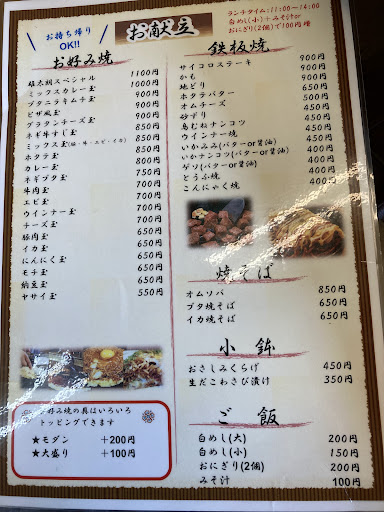 お持ち帰り
OK!!
お献立
ランチタイム:11:00~14:00
白めし(小)+みそ汁or
おにぎり(2個)で100円増
お好み焼
雄太朗スペシャル 1100円
ミックスカレー玉 1000円
ブタニラキムチ玉 900円
ピザ風玉 900円
グラタンチーズ玉 900円
ネギ牛すじ玉 900円
ミックス玉(豚・牛・エビ・イカ) 850円
ホタテ玉 800円
カレー玉 750円
ネギブタ玉 750円
牛肉玉 700円
エビ玉 700円
ウインナー玉 700円
チーズ玉 700円
豚肉玉 650円
イカ玉 650円
にんにく玉 650円
モチ玉 650円
納豆玉 650円
ヤサイ玉 550円
お好み焼の具はいろいろ
トッピングできます
★モダン +200円
★大盛り +100円
鉄板焼
サイコロステーキ 900円
かも 900円
地どり 650円
ホタテバター 500円
オムチーズ 500円
砂ずり 450円
鳥むねナンコツ 450円
ウインナー焼 450円
いかみみ(バターor醤油) 400円
いかナンコツ(バターor醤油) 400円
ゲソ(バターor醤油) 400円
とうふ焼 400円
こんにゃく焼 400円
焼そば
オムソバ 850円
ブタ焼そば 650円
イカ焼そば 650円
小鉢
おさしみくらげ 450円
生だこわさび漬け 350円
ご飯
白めし(大) 200円
白めし(小) 150円
おにぎり(2個) 200円
みそ汁 100円